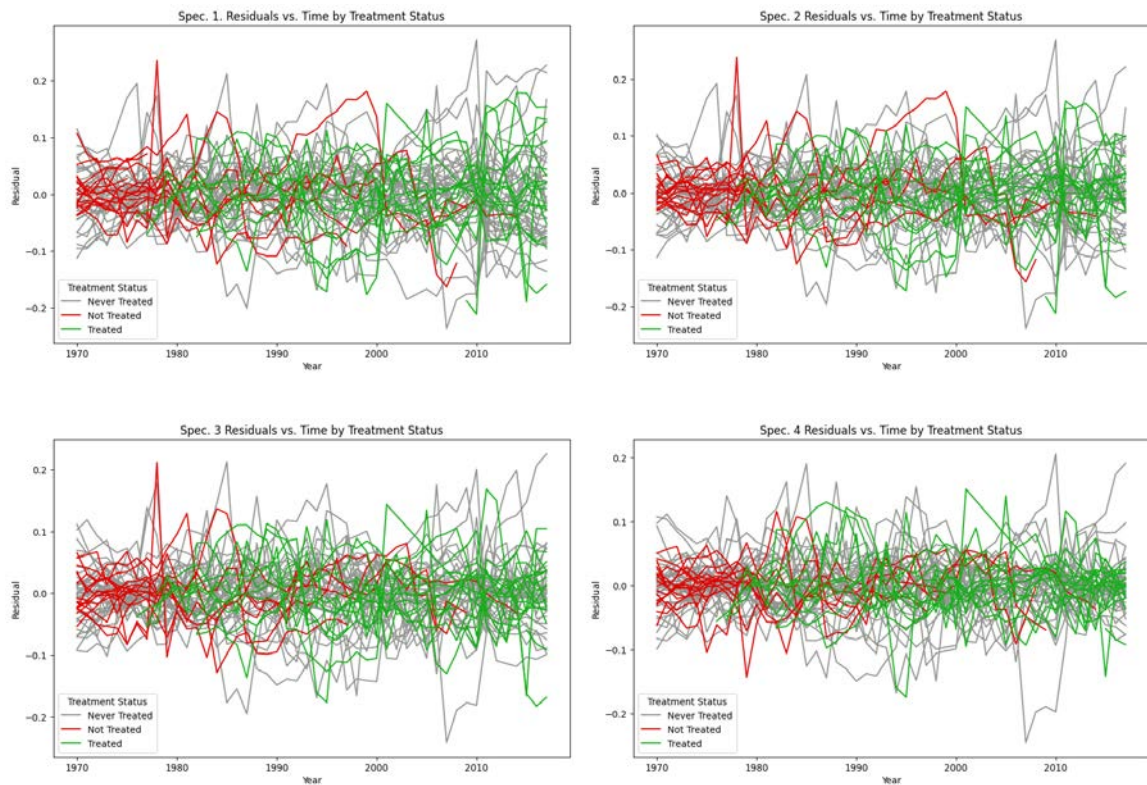 Spec. 1. Residuals vs. Time by Treatment Status
Residual
0.2
0.1
0.0
−0.1
−0.2
Treatment Status
Never Treated
Not Treated
Treated
1970
1980
1990
2000
2010
Year
Spec. 2 Residuals vs. Time by Treatment Status
Residual
0.2
0.1
0.0
−0.1
−0.2
Treatment Status
Never Treated
Not Treated
Treated
1970
1980
1990
2000
2010
Year
Spec. 3 Residuals vs. Time by Treatment Status
Residual
0.2
0.1
0.0
−0.1
−0.2
Treatment Status
Never Treated
Not Treated
Treated
1970
1980
1990
2000
2010
Year
Spec. 4 Residuals vs. Time by Treatment Status
Residual
0.2
0.1
0.0
−0.1
−0.2
Treatment Status
Never Treated
Not Treated
Treated
1970
1980
1990
2000
2010
Year